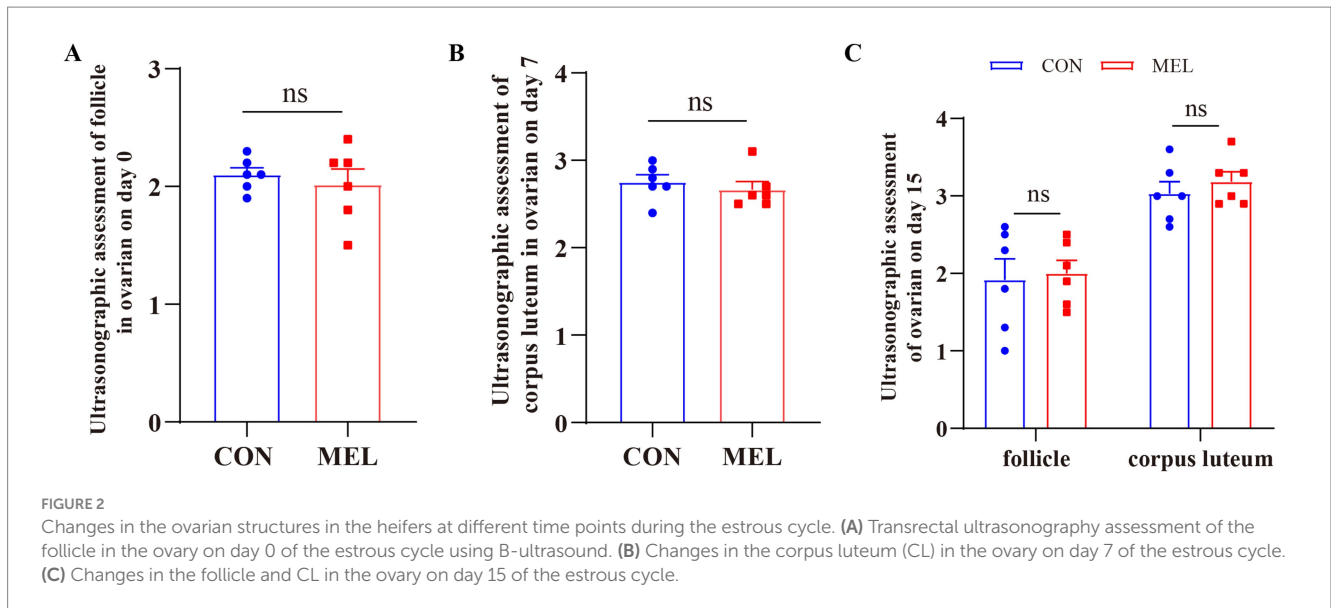 A
Ultrasonographic assessment of follicle
in ovarian on day 0
3
2
1
0
ns
CON
MEL
B
Ultrasonographic assessment of
corpus luteum in ovarian on day 7
4
3
2
1
0
ns
CON
MEL
C
CON
MEL
Ultrasonographic assessment
of ovarian on day 15
4
3
2
1
0
ns
ns
follicle
corpus luteum
FIGURE 2
Changes in the ovarian structures in the heifers at different time points during the estrous cycle. (A) Transrectal ultrasonography assessment of the
follicle in the ovary on day 0 of the estrous cycle using B-ultrasound. (B) Changes in the corpus luteum (CL) in the ovary on day 7 of the estrous cycle.
(C) Changes in the follicle and CL in the ovary on day 15 of the estrous cycle.